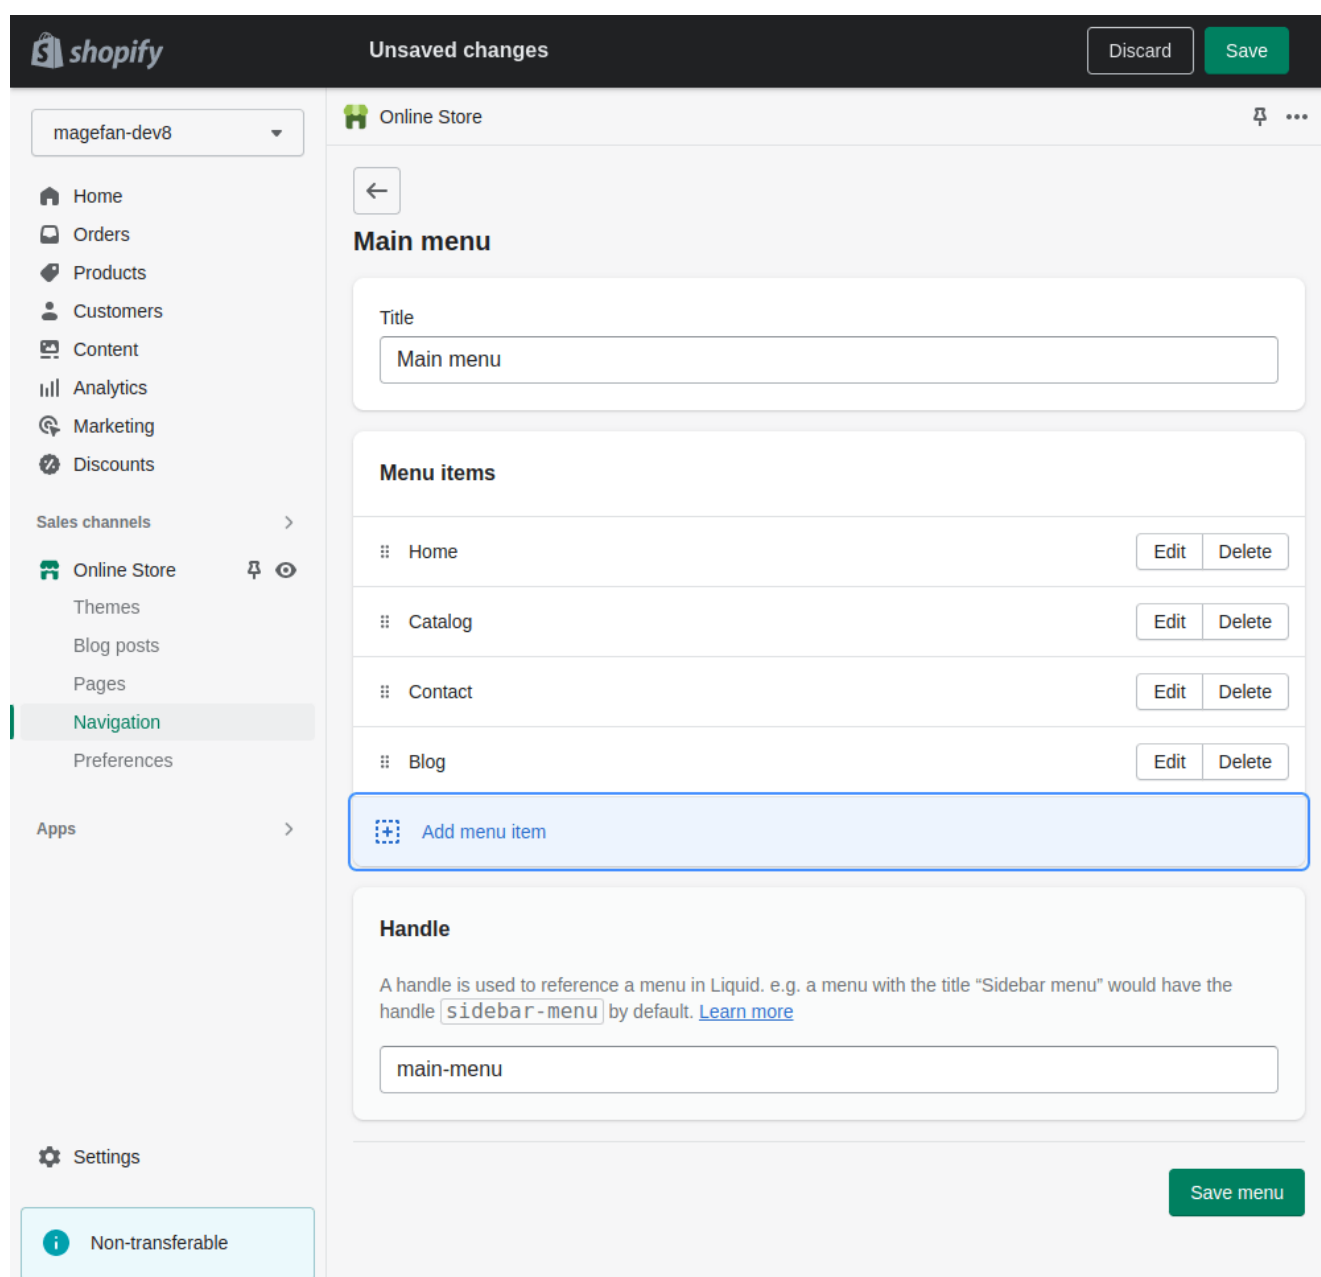 shopify
Unsaved changes
Discard
Save
magefan-dev8
Online Store
Home
Orders
Products
Customers
Content
Analytics
Marketing
Discounts
Sales channels
Online Store
Themes
Blog posts
Pages
Navigation
Preferences
Apps
Settings
Non-transferable
Main menu
Title
Main menu
Menu items
Home
Edit
Delete
Catalog
Edit
Delete
Contact
Edit
Delete
Blog
Edit
Delete
Add menu item
Handle
A handle is used to reference a menu in Liquid. e.g. a menu with the title “Sidebar menu” would have the
handle sidebar-menu by default. Learn more
main-menu
Save menu